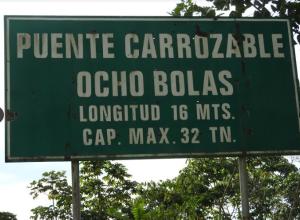 PUENTE CARROZABLE
OCHO BOLAS
LONGITUD 16 MTS.
CAP. MAX. 32 TN.